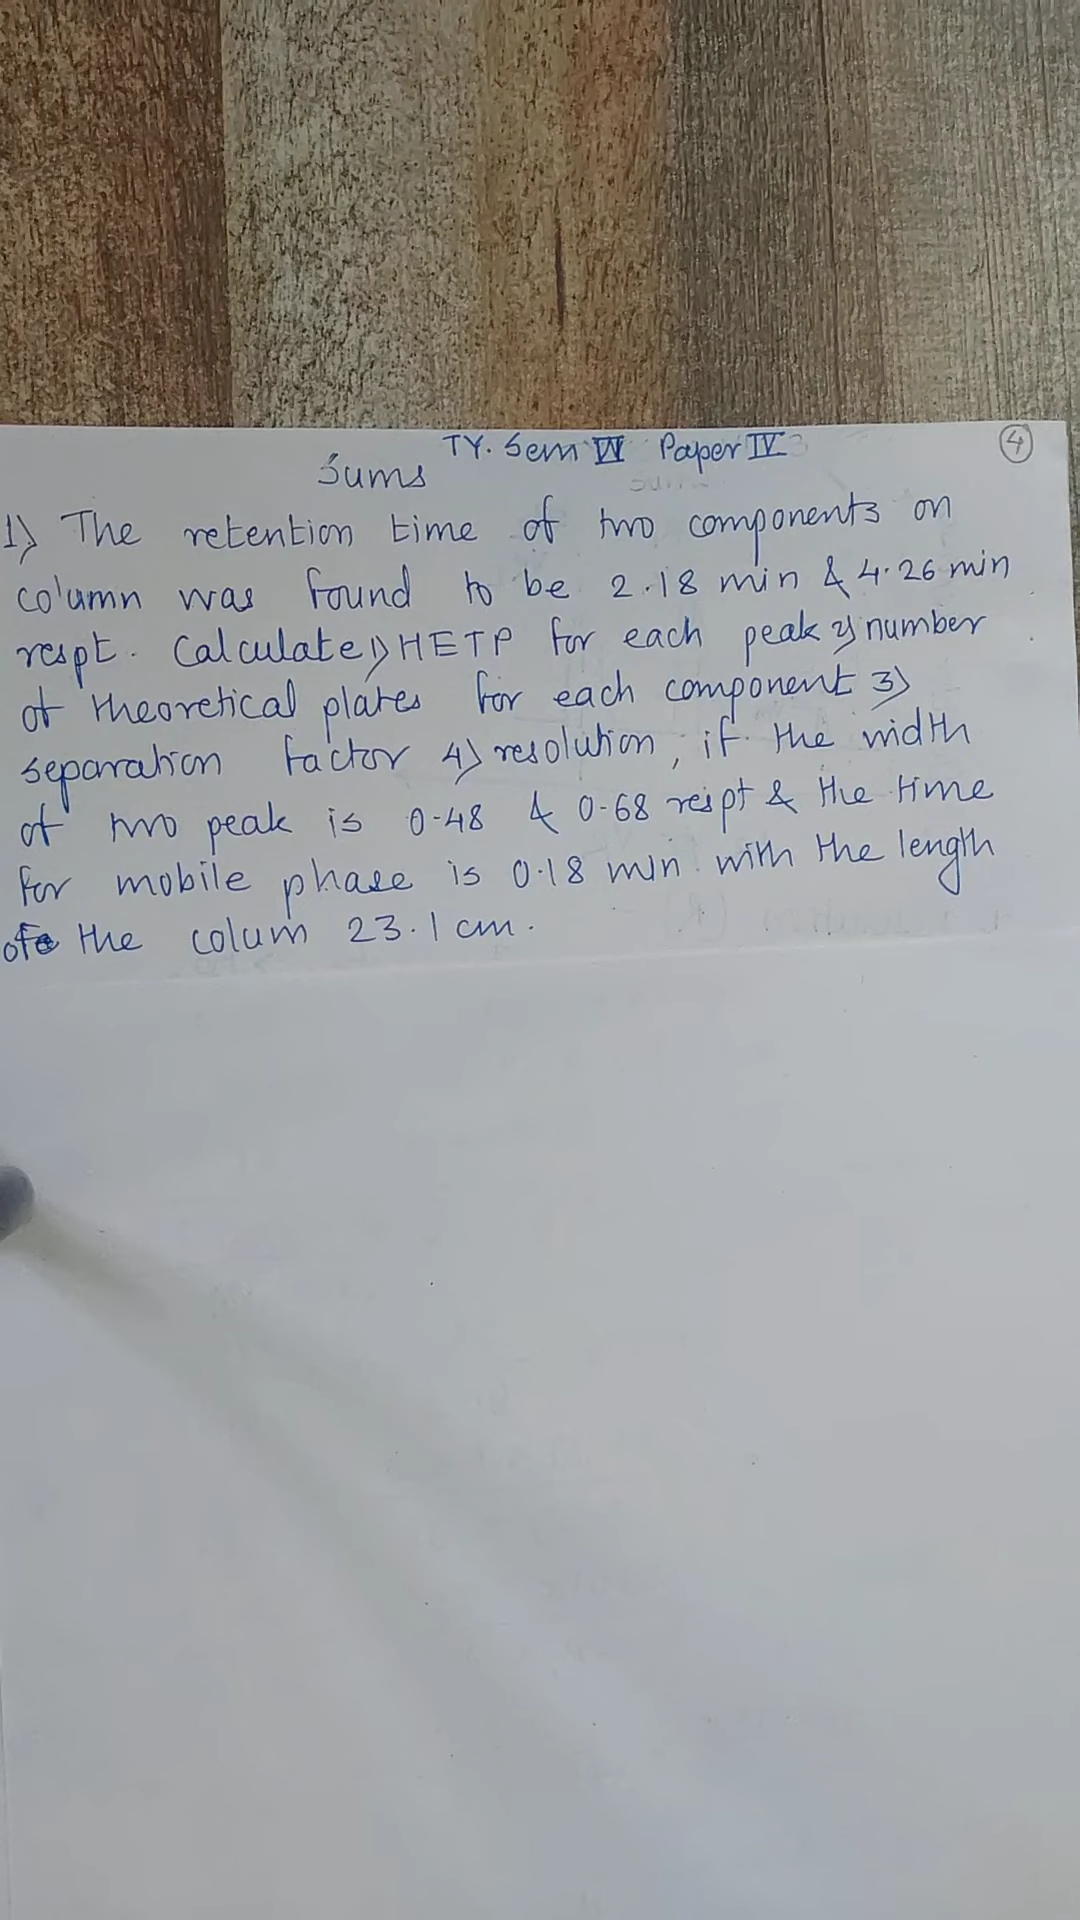 TY. Sem VI Paper IV
4
Sums
1) The retention time of two components on
column was found to be 2.18 min & 4.26 min
respt. Calculate 1) HETP for each peak 2) number
of theoretical plates for each component 3)
separation factor 4) resolution, if the width
of two peak is 0.48 & 0.68 respt & the time
for mobile phase is 0.18 min with the length
of the colum 23.1 cm.